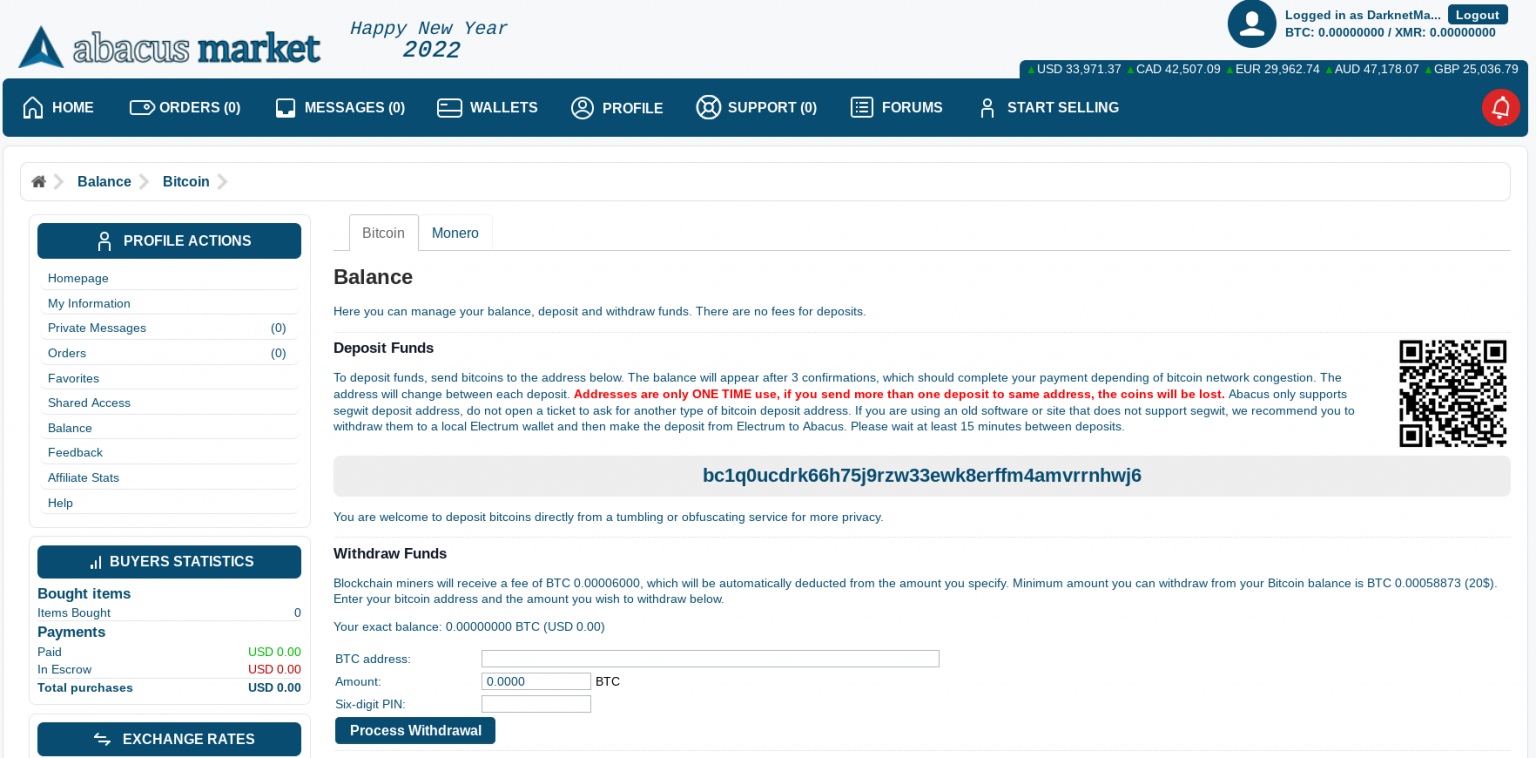 abacus market
Happy New Year
2022
Logged in as DarknetMa...
Logout
BTC: 0.00000000 / XMR: 0.00000000
▲USD 33,971.37 ▲CAD 42,507.09 ▲EUR 29,962.74 ▲AUD 47,178.07 ▲GBP 25,036.79
HOME ORDERS (0) MESSAGES (0) WALLETS PROFILE SUPPORT (0) FORUMS START SELLING
Balance Bitcoin
PROFILE ACTIONS
Homepage
My Information
Private Messages (0)
Orders (0)
Favorites
Shared Access
Balance
Feedback
Affiliate Stats
Help
BUYERS STATISTICS
Bought items
Items Bought 0
Payments
Paid USD 0.00
In Escrow USD 0.00
Total purchases USD 0.00
EXCHANGE RATES
Bitcoin Monero
Balance
Here you can manage your balance, deposit and withdraw funds. There are no fees for deposits.
Deposit Funds
To deposit funds, send bitcoins to the address below. The balance will appear after 3 confirmations, which should complete your payment depending of bitcoin network congestion. The
address will change between each deposit. Addresses are only ONE TIME use, if you send more than one deposit to same address, the coins will be lost. Abacus only supports
segwit deposit address, do not open a ticket to ask for another type of bitcoin deposit address. If you are using an old software or site that does not support segwit, we recommend you to
withdraw them to a local Electrum wallet and then make the deposit from Electrum to Abacus. Please wait at least 15 minutes between deposits.
bc1q0ucdrk66h75j9rzw33ewk8erffm4amvrrnhwj6
You are welcome to deposit bitcoins directly from a tumbling or obfuscating service for more privacy.
Withdraw Funds
Blockchain miners will receive a fee of BTC 0.00006000, which will be automatically deducted from the amount you specify. Minimum amount you can withdraw from your Bitcoin balance is BTC 0.00058873 (20$).
Enter your bitcoin address and the amount you wish to withdraw below.
Your exact balance: 0.00000000 BTC (USD 0.00)
BTC address:
Amount: 0.0000 BTC
Six-digit PIN:
Process Withdrawal